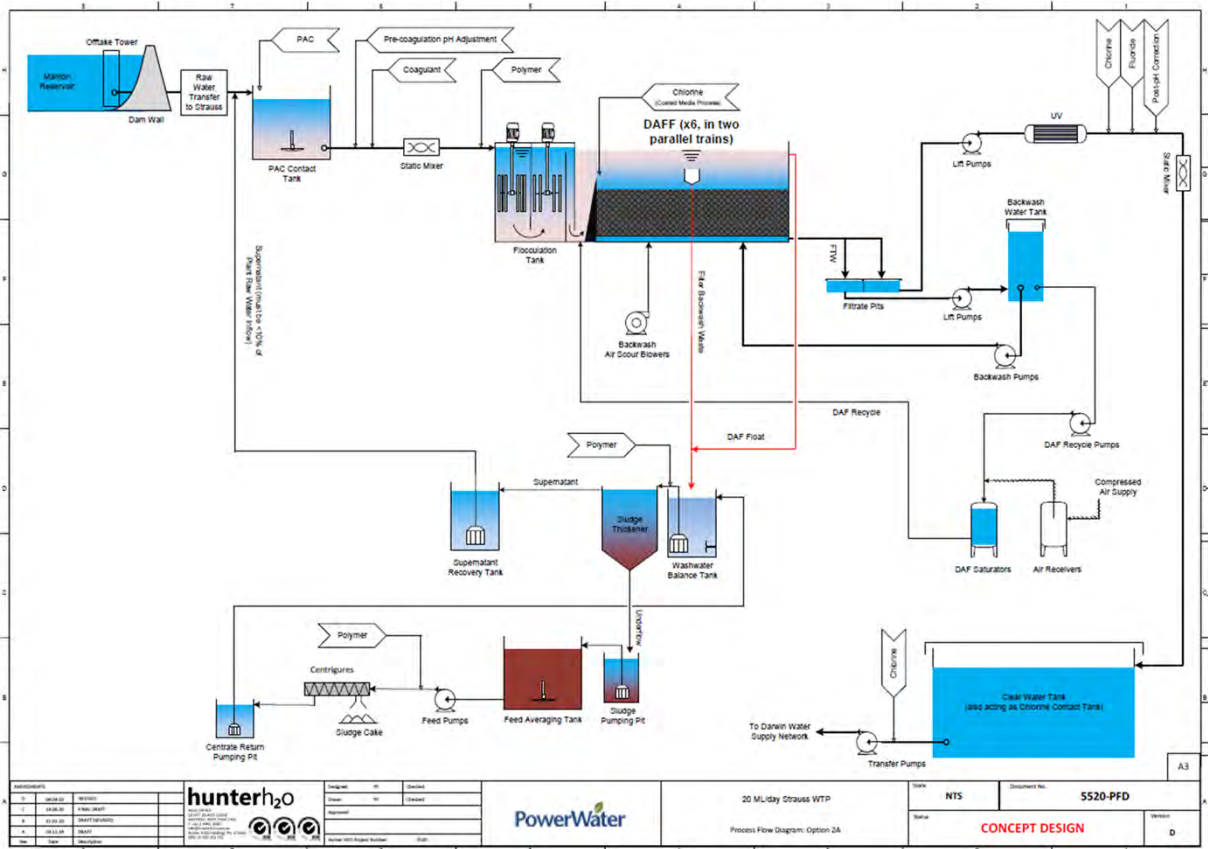 Offtake Tower
Manton
Reservoir
Dam Wall
Raw
Water
Transfer
to Strauss
PAC
Pre-coagulation pH Adjustment
Coagulant
Polymer
PAC Contact
Tank
Static Mixer
Flocculation
Tank
Chlorine
(Coated Media Process)
DAFF (x6, in two
parallel trains)
Lift Pumps
UV
Chlorine
Fluoride
Post-pH Correction
Static Mixer
Backwash
Water Tank
FTW
Filtrate Pits
Lift Pumps
Backwash Pumps
Backwash
Air Scour Blowers
Filter Backwash Waste
Supernatant (must be <10% of
Plant Raw Water
Inflow)
DAF Recycle
DAF Recycle Pumps
DAF Float
Polymer
Compressed
Air Supply
DAF Saturators
Air Receivers
Supernatant
Supernatant
Recovery Tank
Sludge
Thickener
Washwater
Balance Tank
Underflow
Polymer
Centrigures
Sludge Cake
Feed Pumps
Feed Averaging Tank
Sludge
Pumping Pit
Centrate Return
Pumping Pit
Chlorine
Clear Water Tank
(also acting as Chlorine Contact Tank)
To Darwin Water
Supply Network
Transfer Pumps
A3
hunterh2o
PowerWater
20 ML/day Strauss WTP
Process Flow Diagram: Option 2A
Scale
NTS
Document No.
5520-PFD
Status
CONCEPT DESIGN
Version
D